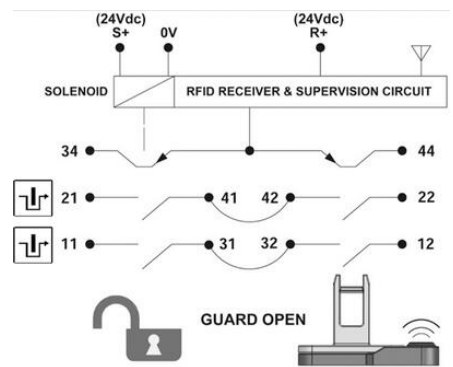 (24Vdc) (24Vdc)
S+ 0V R+
SOLENOID RFID RECEIVER & SUPERVISION CIRCUIT
34 44
21 41 42 22
11 31 32 12
GUARD OPEN